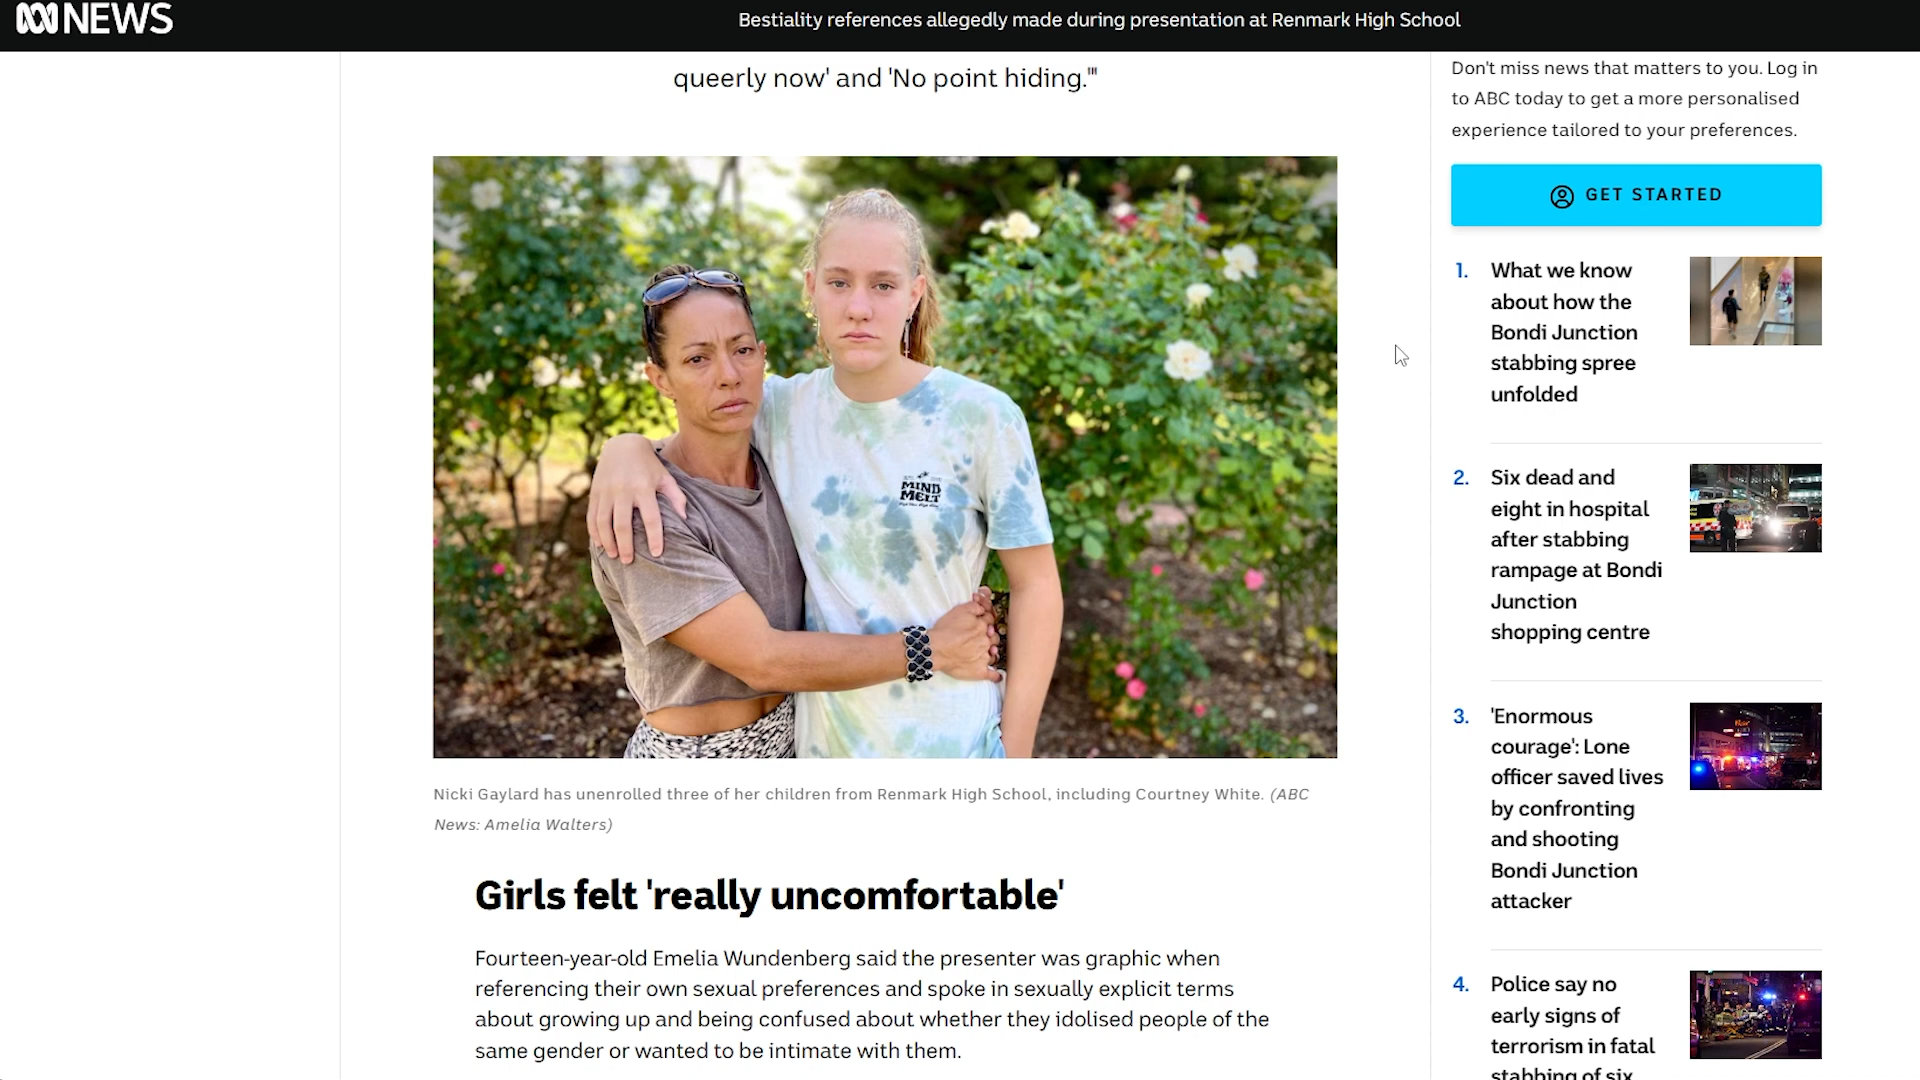 NEWS
Bestiality references allegedly made during presentation at Renmark High School
queerly now' and 'No point hiding.'"
MIND
MELT
Nicki Gaylard has unenrolled three of her children from Renmark High School, including Courtney White. (ABC
News: Amelia Walters)
Girls felt 'really uncomfortable'
Fourteen-year-old Emelia Wundenberg said the presenter was graphic when
referencing their own sexual preferences and spoke in sexually explicit terms
about growing up and being confused about whether they idolised people of the
same gender or wanted to be intimate with them.
Don't miss news that matters to you. Log in
to ABC today to get a more personalised
experience tailored to your preferences.
GET STARTED
1. What we know
about how the
Bondi Junction
stabbing spree
unfolded
2. Six dead and
eight in hospital
after stabbing
rampage at Bondi
Junction
shopping centre
3. 'Enormous
courage': Lone
officer saved lives
by confronting
and shooting
Bondi Junction
attacker
4. Police say no
early signs of
terrorism in fatal
stabbing of six